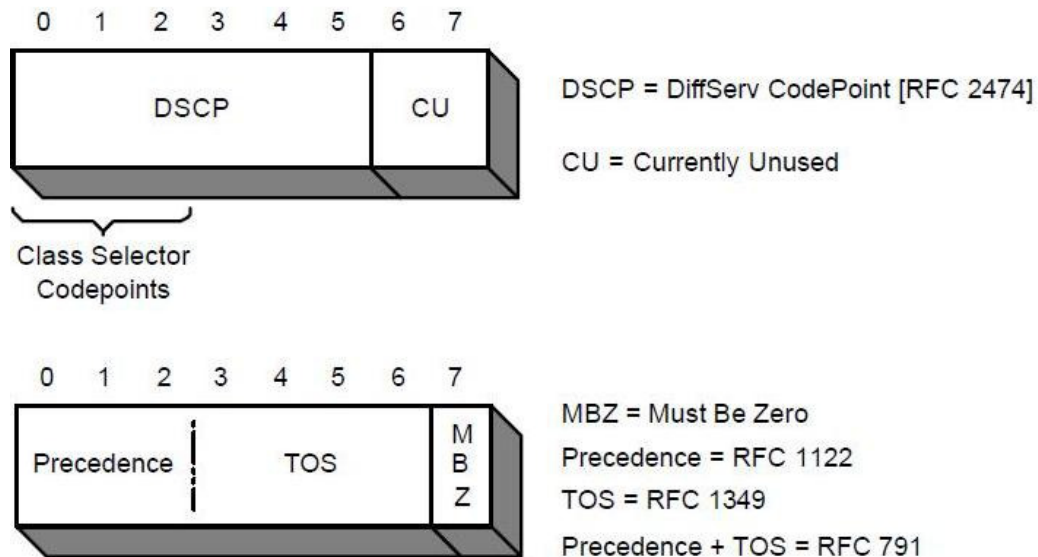 0 1 2 3 4 5 6 7
DSCP
CU
DSCP = DiffServ CodePoint [RFC 2474]
CU = Currently Unused
Class Selector
Codepoints
0 1 2 3 4 5 6 7
Precedence
TOS
M
B
Z
MBZ = Must Be Zero
Precedence = RFC 1122
TOS = RFC 1349
Precedence + TOS = RFC 791